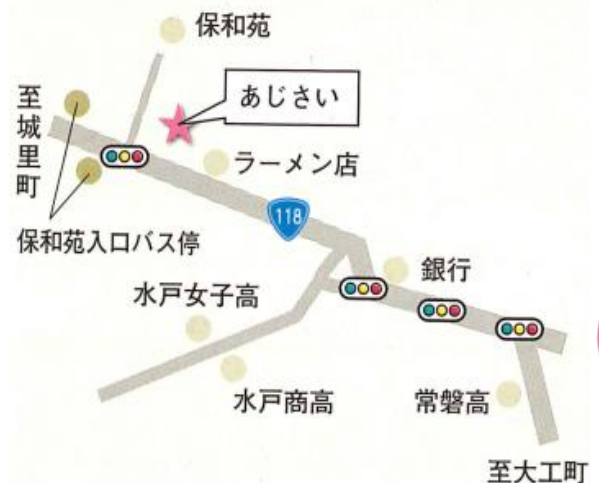 保和苑
あじさい
至城里町
ラーメン店
118
保和苑入口バス停
銀行
水戸女子高
水戸商高
常磐高
至大工町